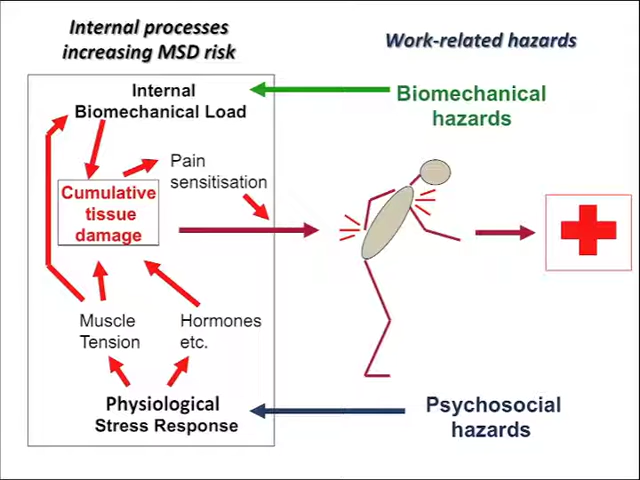 Internal processes
increasing MSD risk
Work-related hazards
Internal
Biomechanical Load
Biomechanical
hazards
Pain
sensitisation
Cumulative
tissue
damage
Muscle
Tension
Hormones
etc.
Physiological
Stress Response
Psychosocial
hazards